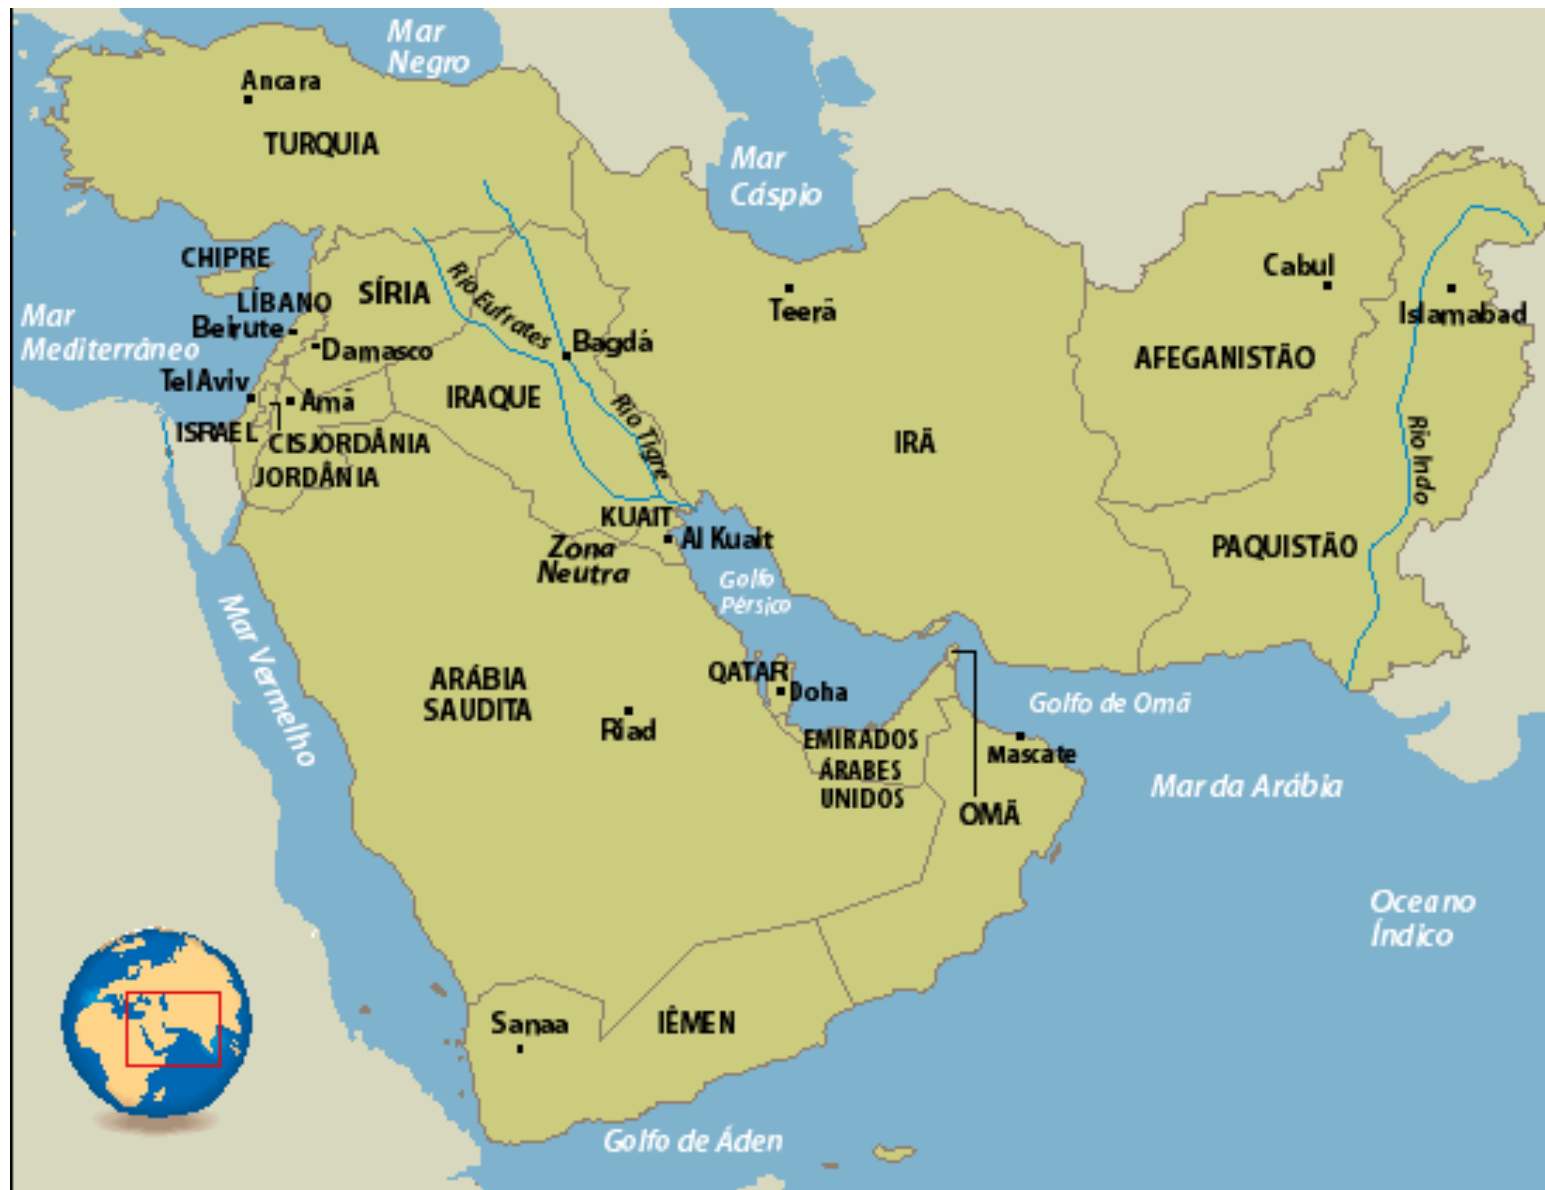 Mar
Negro
Ancara
TURQUIA
Mar
Cáspio
CHIPRE
SÍRIA
Rio Eufrates
Cabul
LÍBANO
Beirute
Teerã
Islamabad
Mar
Mediterrâneo
Damasco
Bagdá
AFEGANISTÃO
Tel Aviv
Amã
IRAQUE
Rio Tigre
ISRAEL
CISJORDÂNIA
IRÃ
Rio Indo
JORDÂNIA
KUAIT
Al Kuait
Zona
Neutra
PAQUISTÃO
Golfo
Pérsico
Mar Vermelho
ARÁBIA
SAUDITA
QATAR
Doha
Golfo de Omã
Riad
EMIRADOS
ÁRABES
UNIDOS
Mascate
Mar da Arábia
OMÃ
Oceano
Índico
Sanaa
IÊMEN
Golfo de Áden